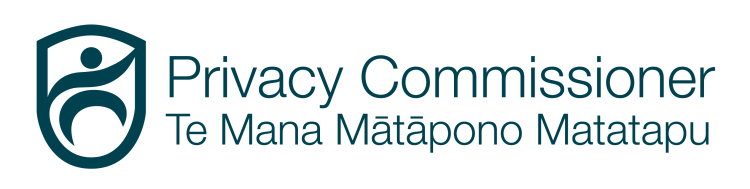 Privacy Commissioner
Te Mana Mātāpono Matatapu